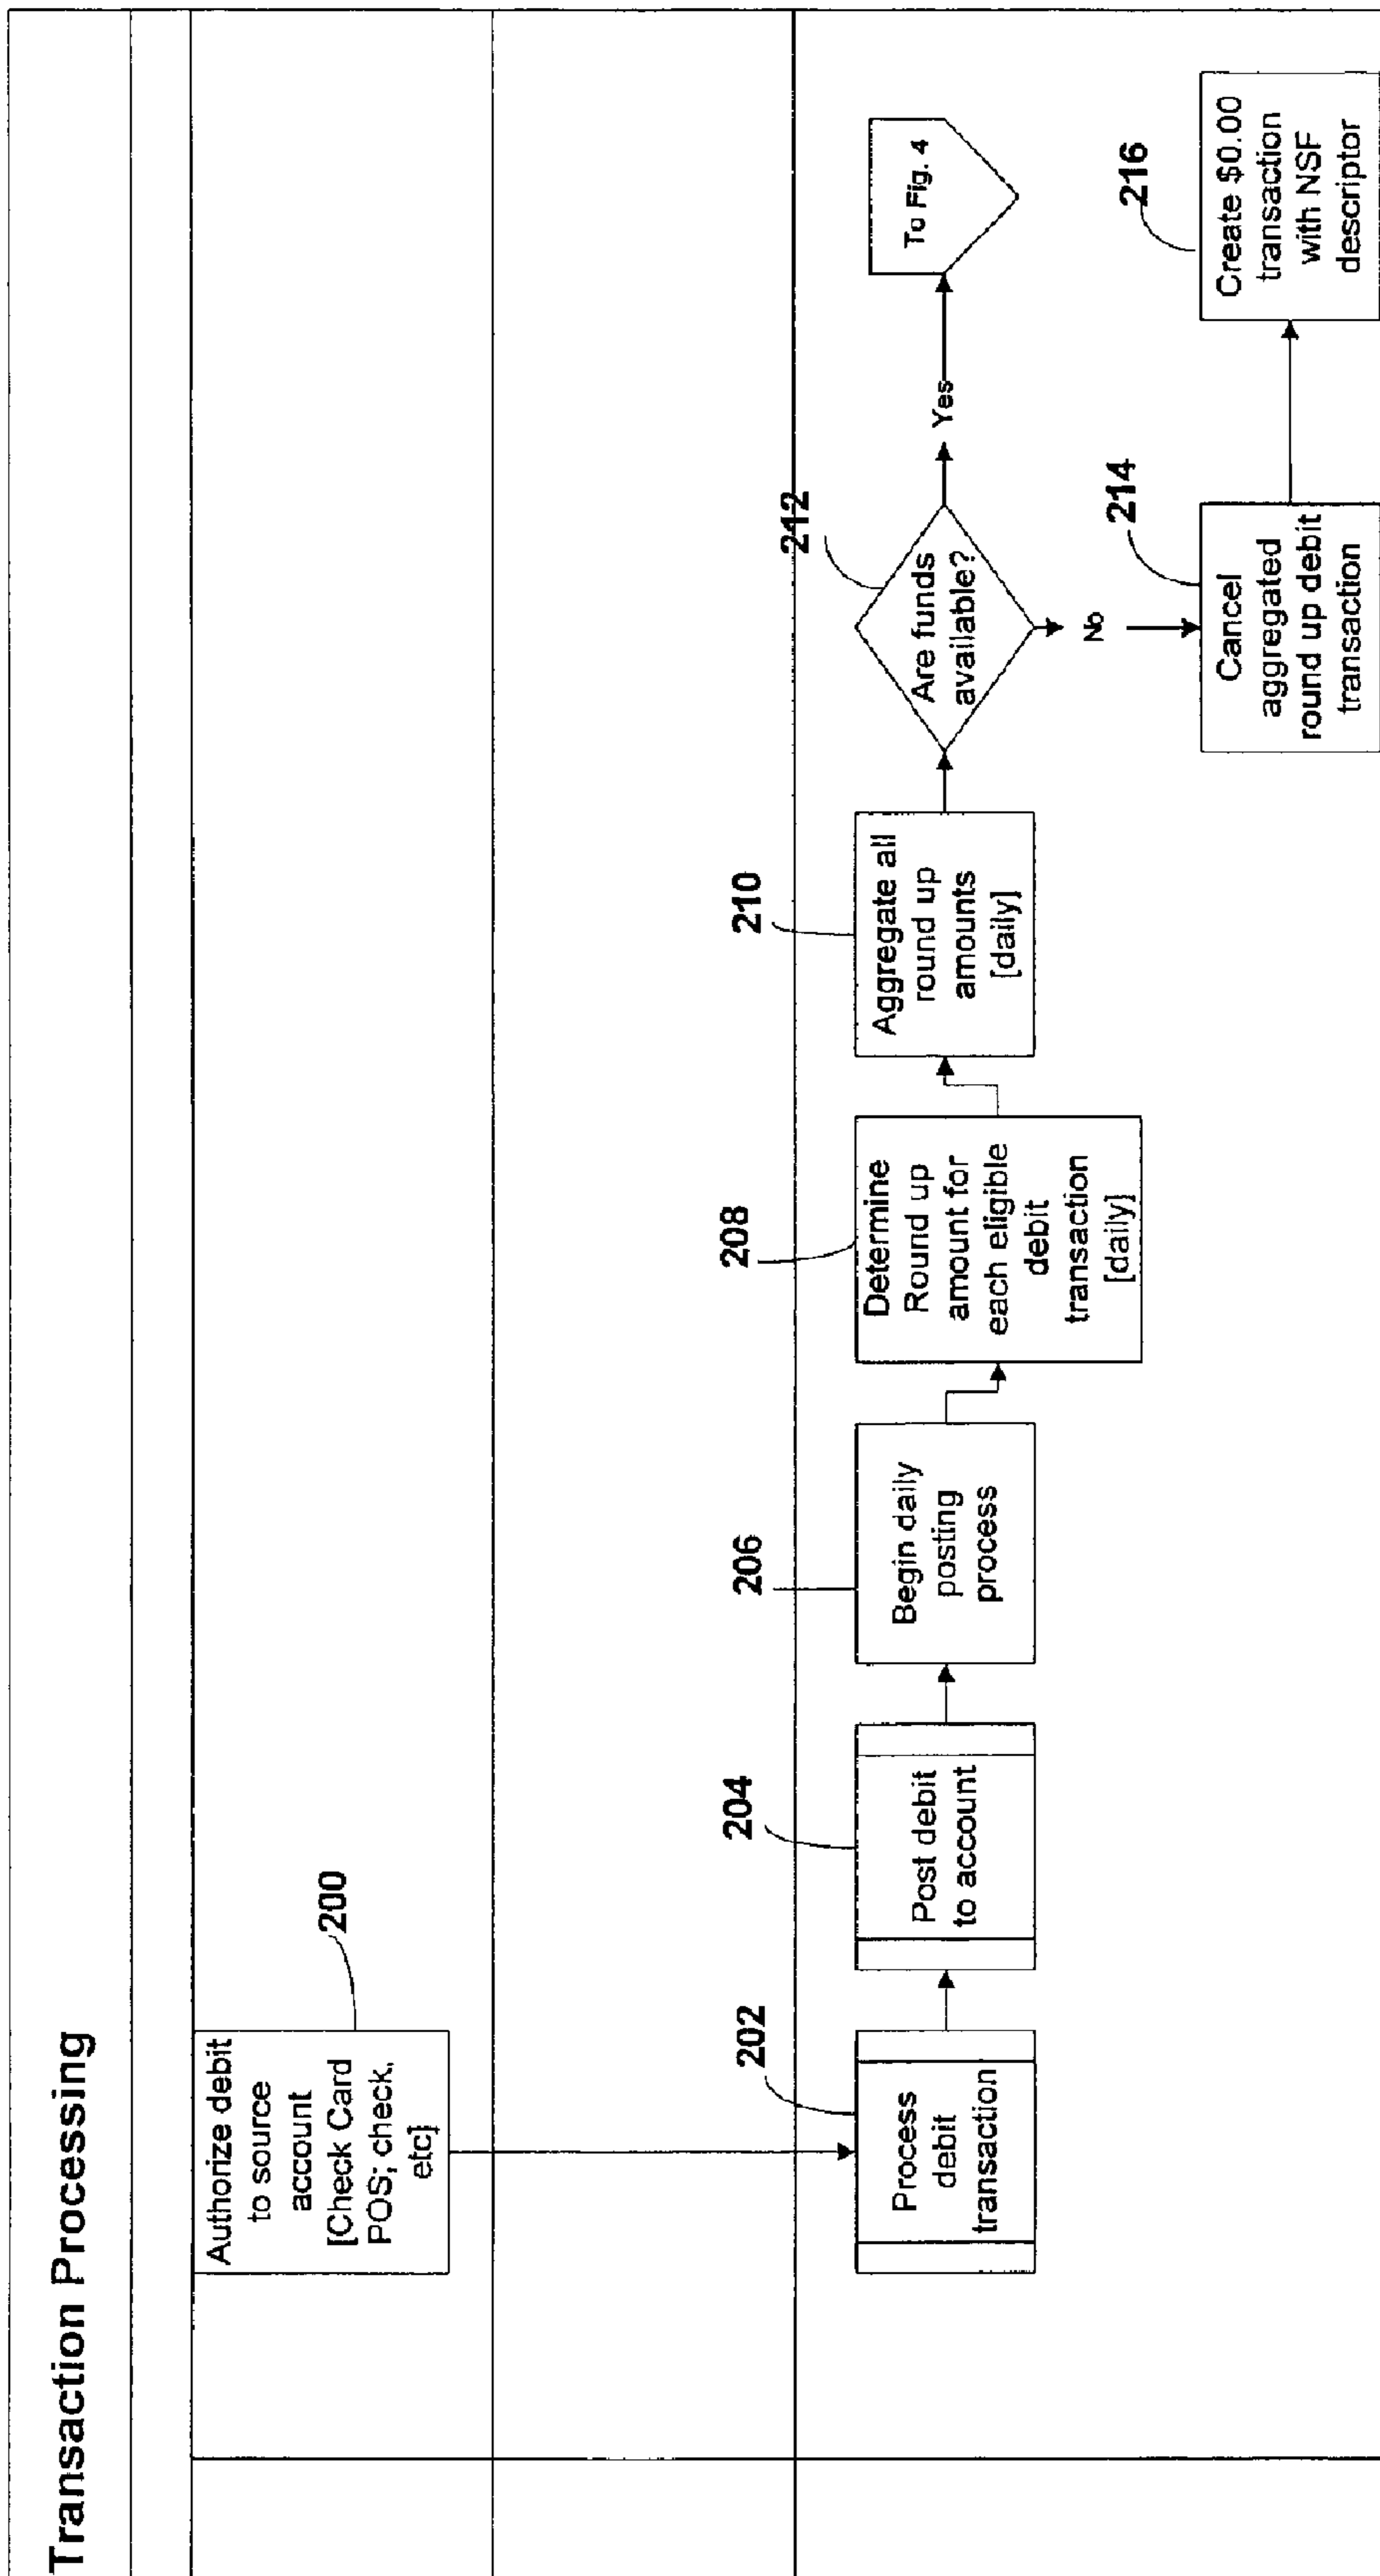 Transaction Processing
Authorize debit
to source
account
[Check Card
POS; check,
etc]
200
202
Process
debit
transaction
204
Post debit
to account
206
Begin daily
posting
process
208
Determine
Round up
amount for
each eligible
debit
transaction
[daily]
210
Aggregate all
round up
amounts
[daily]
212
Are funds
available?
Yes
To Fig. 4
No
214
Cancel
aggregated
round up debit
transaction
216
Create $0.00
transaction
with NSF
descriptor